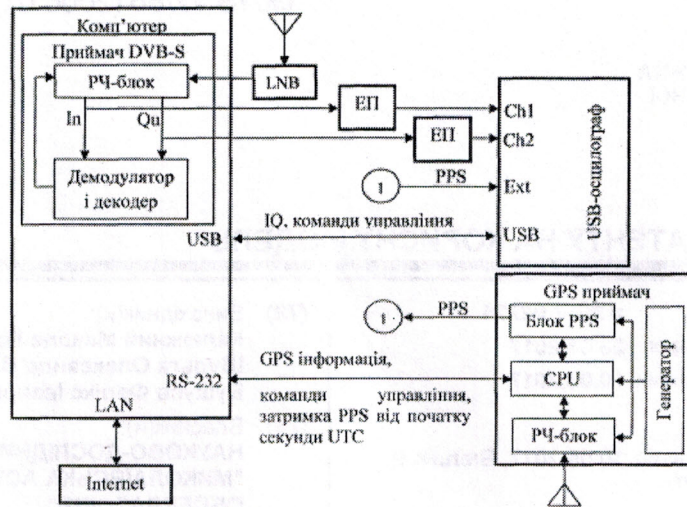 Комп'ютер
Приймач DVB-S
РЧ-блок
LNB
In
Qu
ЕП
ЕП
Демодулятор
і декодер
Ch1
Ch2
Ext
USB
USB-осцилограф
1
PPS
IQ, команди управління
USB
GPS приймач
1
PPS
Блок PPS
CPU
РЧ-блок
Генератор
GPS інформація,
команди управління,
затримка PPS від початку
секунди UTC
RS-232
LAN
Internet